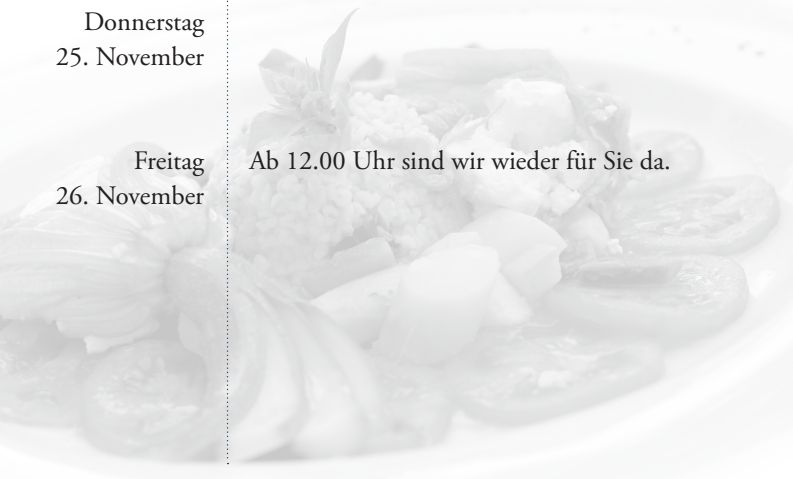 Donnerstag
25. November
Freitag
Ab 12.00 Uhr sind wir wieder für Sie da.
26. November